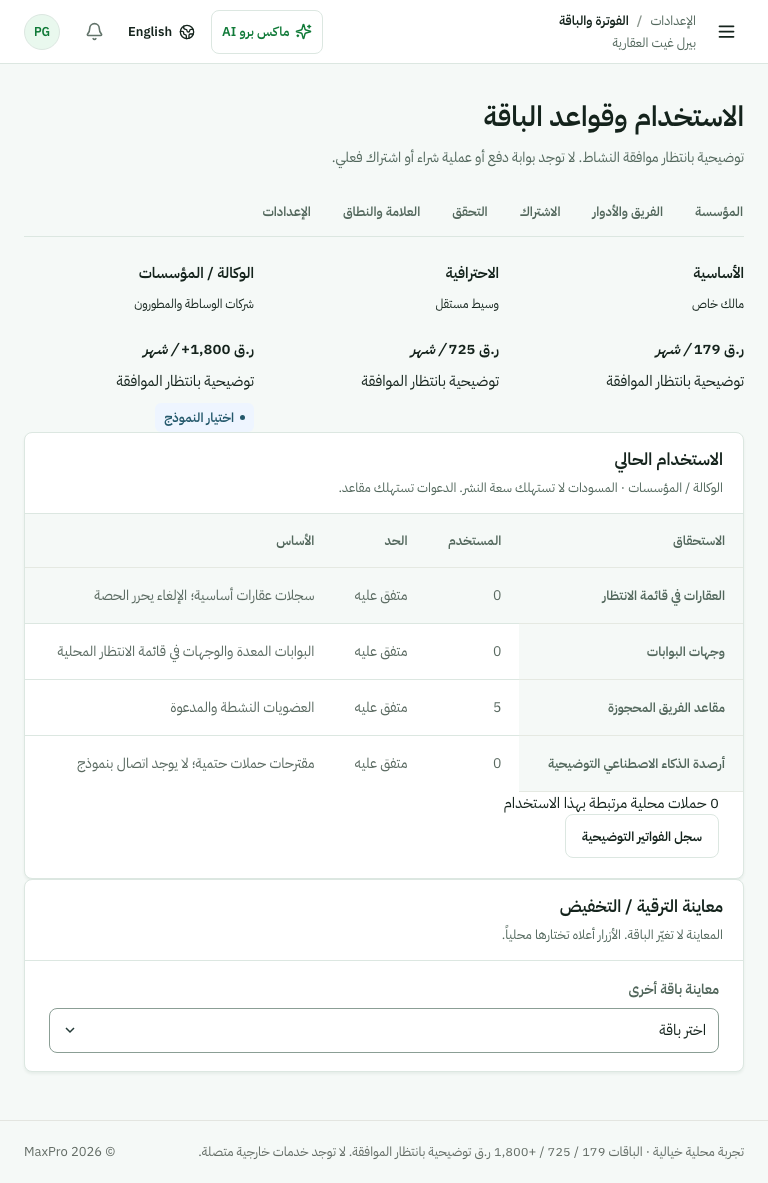 الإعدادات / الفوترة والباقة
بيرل غيت العقارية
ماكس برو AI
English
PG
الاستخدام وقواعد الباقة
توضيحية بانتظار موافقة النشاط. لا توجد بوابة دفع أو عملية شراء أو اشتراك فعلي.
المؤسسة الفريق والأدوار الاشتراك التحقق العلامة والنطاق الإعدادات
الأساسية
مالك خاص
ر.ق 179 / شهر
توضيحية بانتظار الموافقة
الاحترافية
وسيط مستقل
ر.ق 725 / شهر
توضيحية بانتظار الموافقة
الوكالة / المؤسسات
شركات الوساطة والمطورون
ر.ق 1,800+ / شهر
توضيحية بانتظار الموافقة
اختيار النموذج
الاستخدام الحالي
الوكالة / المؤسسات · المسودات لا تستهلك سعة النشر. الدعوات تستهلك مقاعد.
الاستحقاق المستخدم الحد الأساس
العقارات في قائمة الانتظار 0 متفق عليه سجلات عقارات أساسية؛ الإلغاء يحرر الحصة
وجهات البوابات 0 متفق عليه البوابات المعدة والوجهات في قائمة الانتظار المحلية
مقاعد الفريق المحجوزة 5 متفق عليه العضويات النشطة والمدعوة
أرصدة الذكاء الاصطناعي التوضيحية 0 متفق عليه مقترحات حملات حتمية؛ لا يوجد اتصال بنموذج
0 حملات محلية مرتبطة بهذا الاستخدام
سجل الفواتير التوضيحية
معاينة الترقية / التخفيض
المعاينة لا تغيّر الباقة. الأزرار أعلاه تختارها محلياً.
معاينة باقة أخرى
اختر باقة
تجربة محلية خيالية · الباقات 179 / 725 / 1,800+ ر.ق توضيحية بانتظار الموافقة. لا توجد خدمات خارجية متصلة.
© 2026 MaxPro